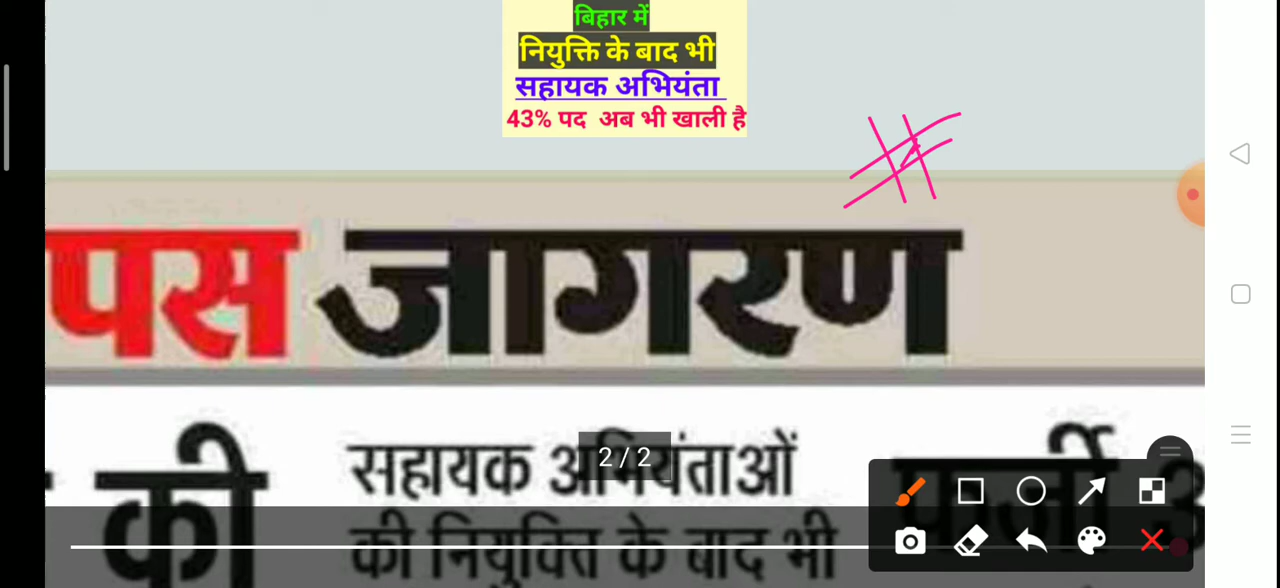 बिहार में
नियुक्ति के बाद भी
सहायक अभियंता
43% पद अब भी खाली है
पस जागरण
की
सहायक अभियंताओं
2 / 2
की नियुक्ति के बाद भी